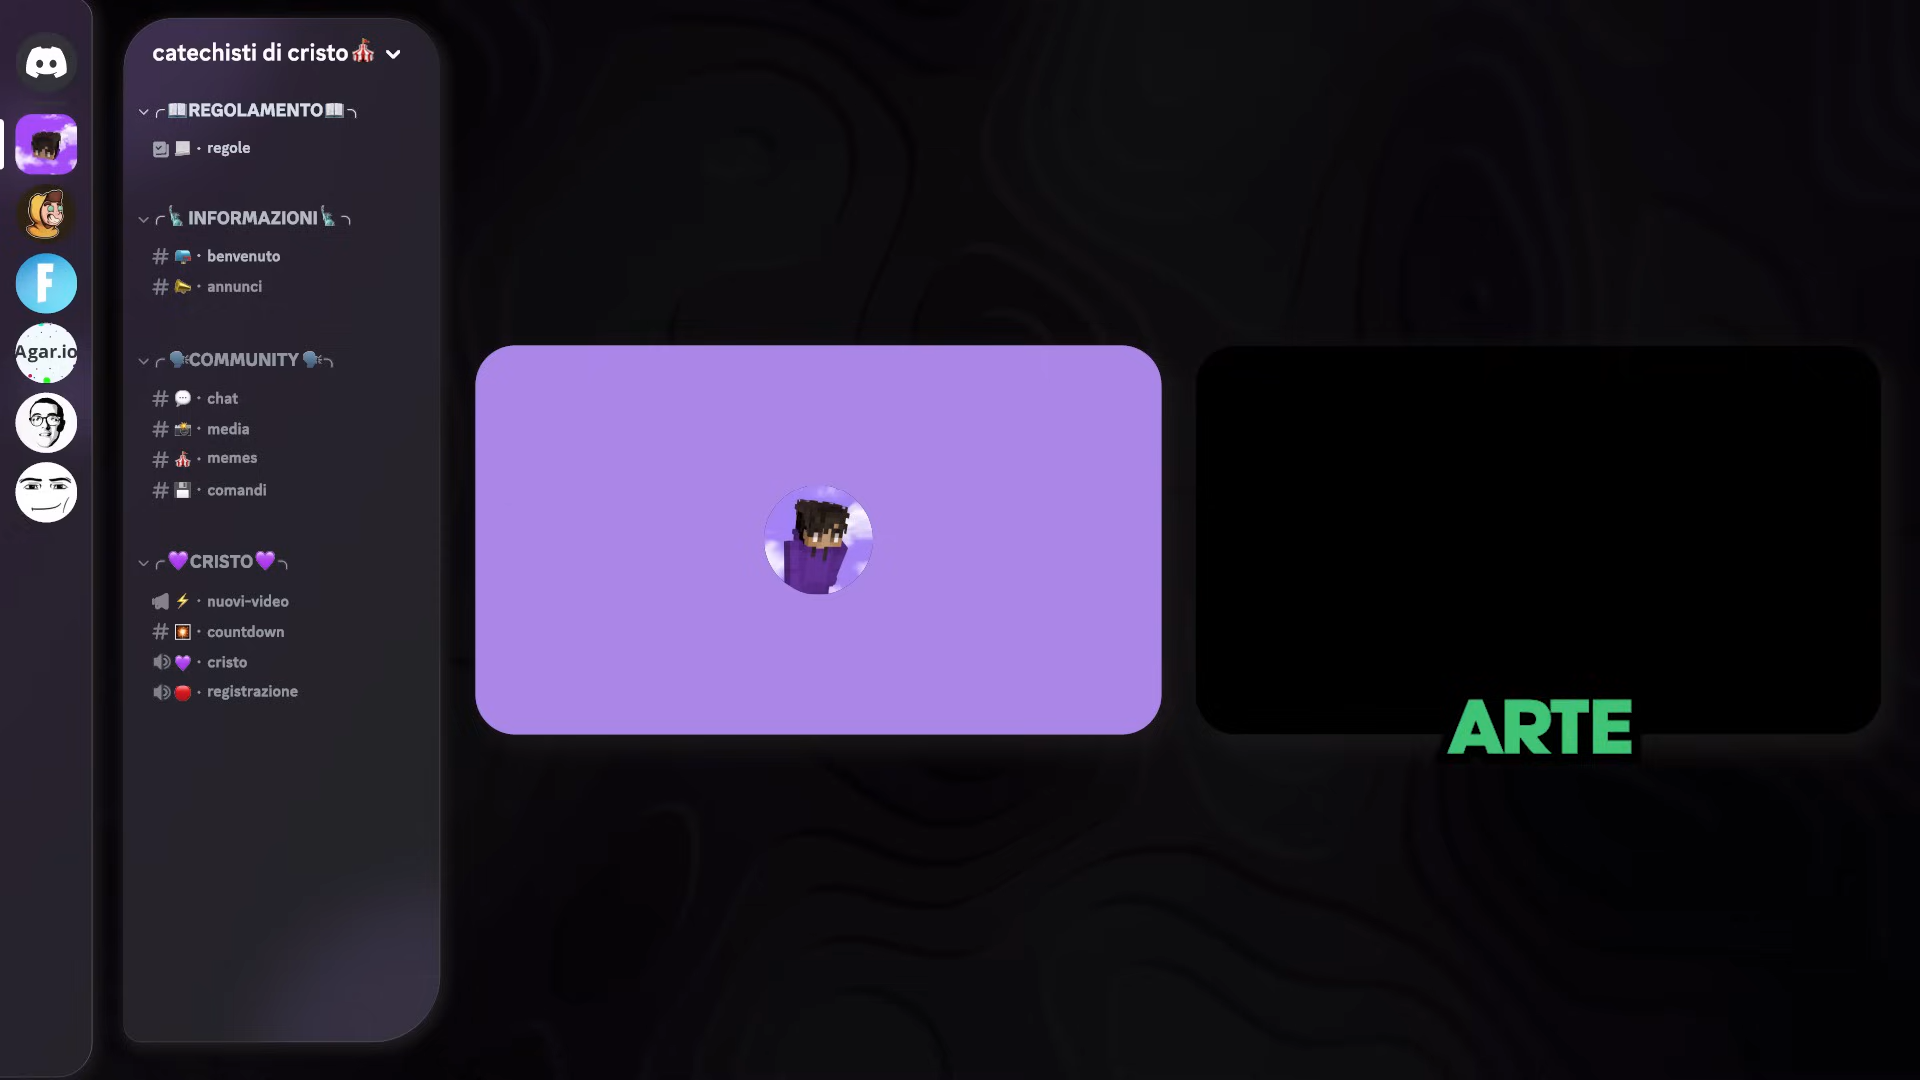 catechisti di cristo
REGOLAMENTO
regole
INFORMAZIONI
benvenuto
annunci
Agar.io
COMMUNITY
chat
media
memes
comandi
CRISTO
nuovi-video
countdown
cristo
registrazione
ARTE